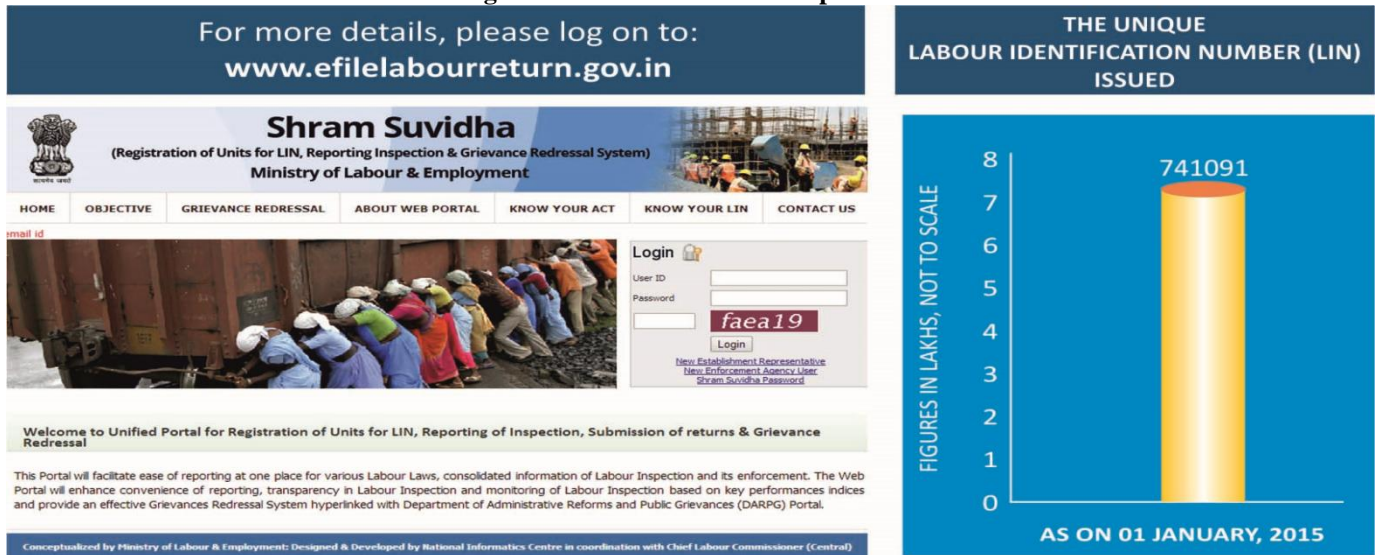 For more details, please log on to:
www.efilelabourreturn.gov.in
Shram Suvidha
(Registration of Units for LIN, Reporting Inspection & Grievance Redressal System)
Ministry of Labour & Employment
सत्यमेव जयते
HOME OBJECTIVE GRIEVANCE REDRESSAL ABOUT WEB PORTAL KNOW YOUR ACT KNOW YOUR LIN CONTACT US
email id
Login
User ID
Password
faea19
Login
New Establishment Representative
New Enforcement Agency User
Shram Suvidha Password
Welcome to Unified Portal for Registration of Units for LIN, Reporting of Inspection, Submission of returns & Grievance
Redressal
This Portal will facilitate ease of reporting at one place for various Labour Laws, consolidated information of Labour Inspection and its enforcement. The Web
Portal will enhance convenience of reporting, transparency in Labour Inspection and monitoring of Labour Inspection based on key performances indices
and provide an effective Grievances Redressal System hyperlinked with Department of Administrative Reforms and Public Grievances (DARPG) Portal.
Conceptualized by Ministry of Labour & Employment: Designed & Developed by National Informatics Centre in coordination with Chief Labour Commissioner (Central)
THE UNIQUE
LABOUR IDENTIFICATION NUMBER (LIN)
ISSUED
FIGURES IN LAKHS, NOT TO SCALE
8
7
6
5
4
3
2
1
0
741091
AS ON 01 JANUARY, 2015